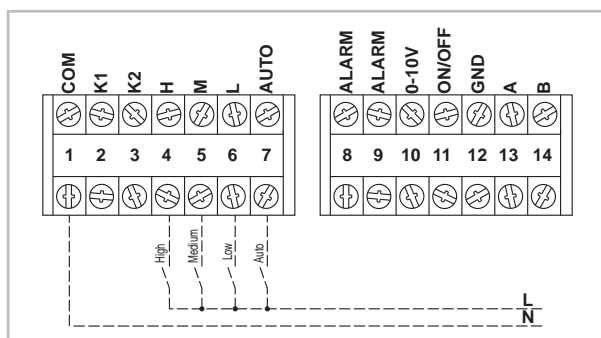 COM K1 K2 H M L AUTO
ALARM ALARM 0-10V ON/OFF GND A B
1 2 3 4 5 6 7
8 9 10 11 12 13 14
High Medium Low Auto
L
N